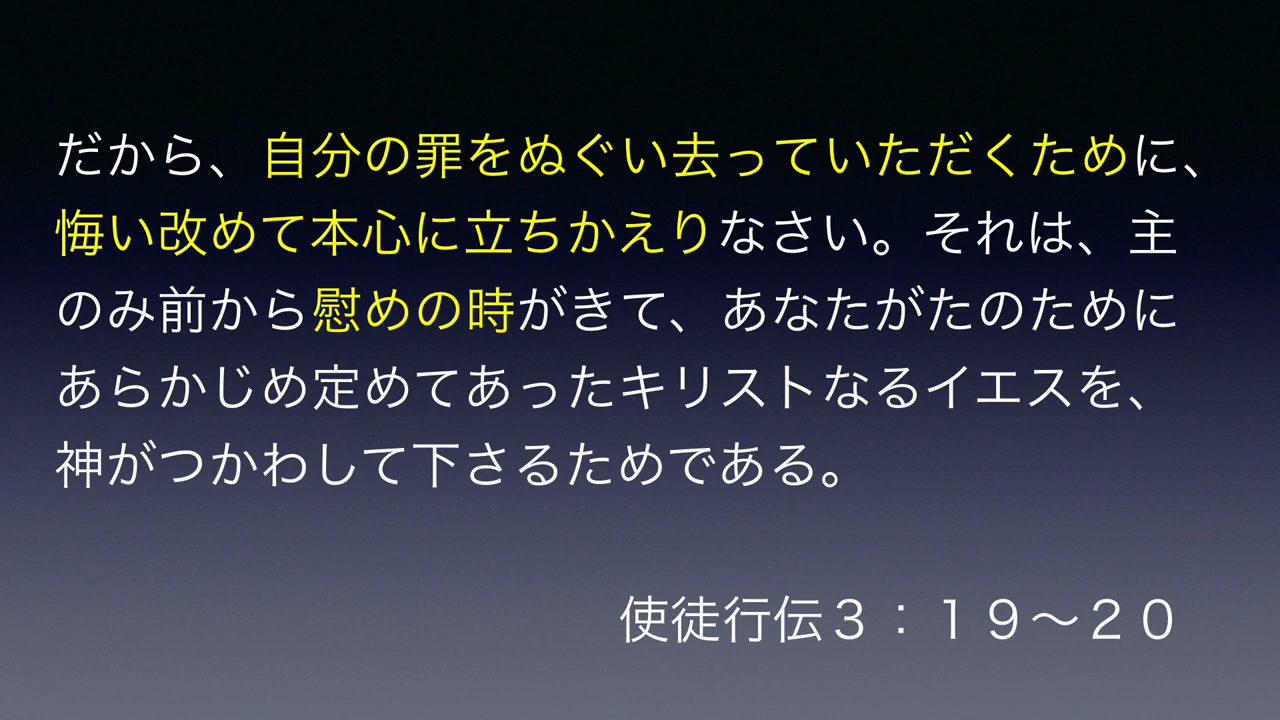 だから、自分の罪をぬぐい去っていただくために、
悔い改めて本心に立ちかえりなさい。それは、主
のみ前から慰めの時がきて、あなたがたのために
あらかじめ定めてあったキリストなるイエスを、
神がつかわして下さるためである。
使徒行伝３：１９〜２０